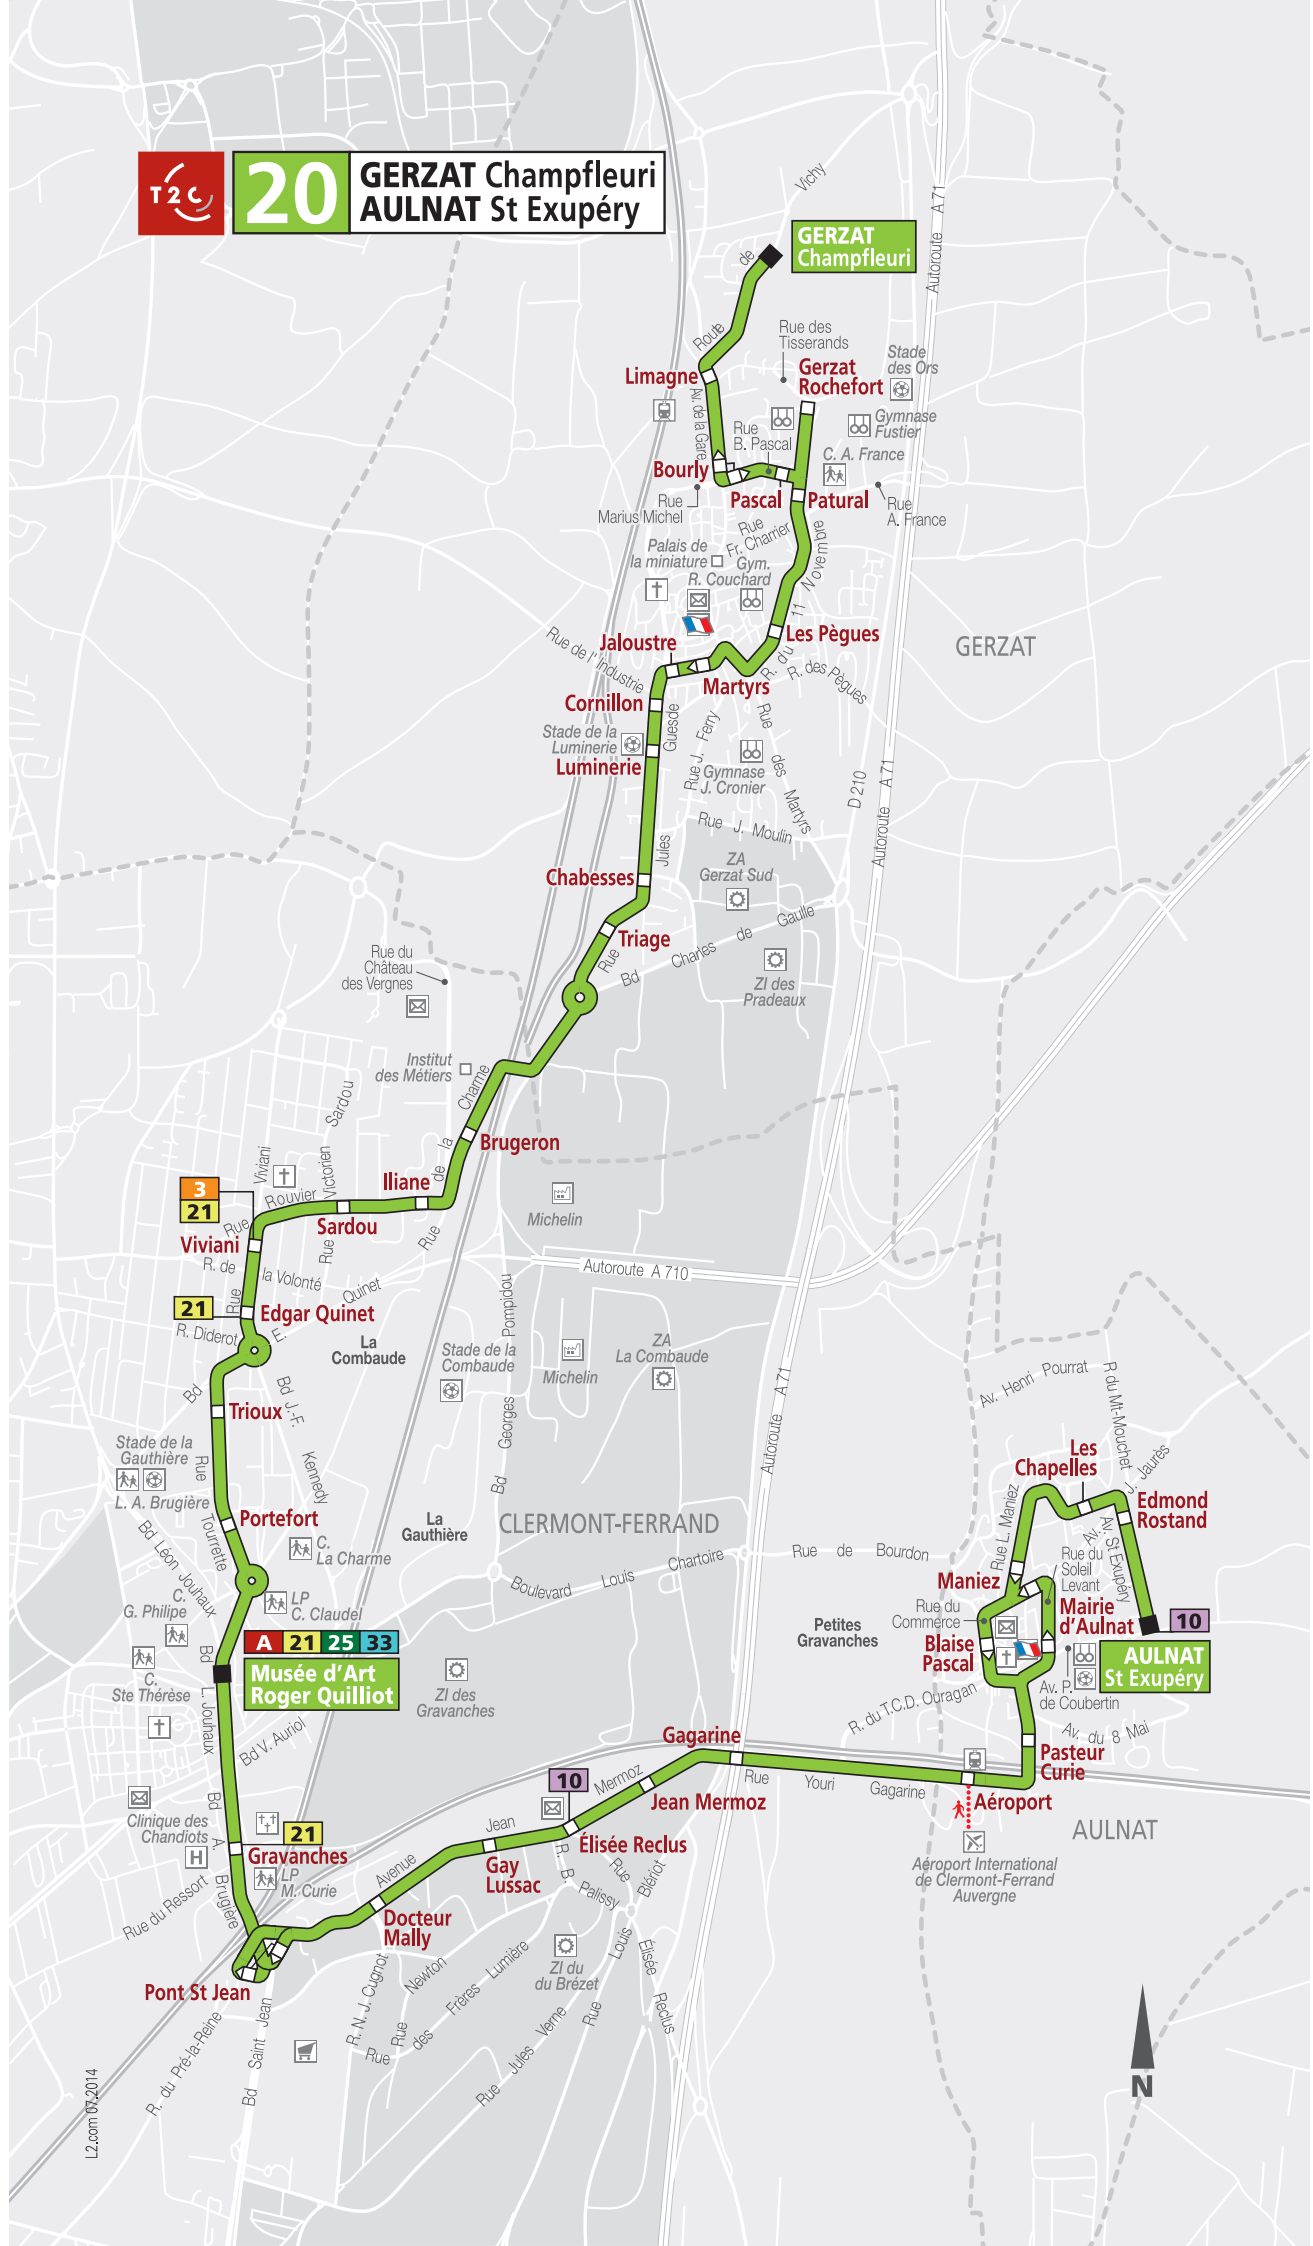 T2C
20
GERZAT Champfleuri
AULNAT St Exupéry
Vichy
de
Route
GERZAT
Champfleuri
Autoroute A 71
Rue des
Tisserands
Stade
des Ors
Gerzat
Rochefort
Limagne
Av. de la Gare
Gymnase
Fustier
Rue
B. Pascal
C. A. France
Bourly
Pascal
Patural
Rue
Marius Michel
Rue
A. France
Rue
Fr. Charrier
Palais de
la miniature
Gym.
R. Couchard
R. du 11 Novembre
Les Pègues
GERZAT
Jaloustre
Rue de l'Industrie
R. des Pègues
Martyrs
Cornillon
Stade de la
Luminerie
Luminerie
Rue J. Ferry
Rue des Martyrs
Gymnase
J. Cronier
D 210
Autoroute A 71
Rue J. Moulin
Rue Jules Guesde
ZA
Gerzat Sud
Chabesses
Triage
Bd Charles de Gaulle
Rue du
Château
des Vergnes
ZI des
Pradeaux
Institut
des Métiers
Rue de la Charme
Brugeron
Rue Victorien Sardou
Rue Viviani
Rouvier
Iliane
3
21
Sardou
Viviani
Michelin
R. de la Volonté
Autoroute A 710
21
Edgar Quinet
R. Diderot
E. Quinet
Rue
La
Combaude
Stade de la
Combaude
Michelin
ZA
La Combaude
Bd Georges Pompidou
Bd
Bd J.-F. Kennedy
Trioux
Autoroute A 71
Av. Henri Pourrat
R du Mt-Mouchet
Stade de la
Gauthière
L. A. Brugière
Rue Tourrette
Les
Chapelles
Av. J. Jaurès
Edmond
Rostand
Portefort
La
Gauthière
CLERMONT-FERRAND
Rue L. Maniez
Av. St Exupéry
C.
La Charme
Bd Léon Jouhaux
Boulevard Louis Chartoire
Rue de Bourdon
Rue du
Soleil
Levant
Maniez
LP
C. Claudel
C.
G. Philipe
Rue du
Commerce
Mairie
d'Aulnat
10
Petites
Gravanches
Blaise
Pascal
AULNAT
St Exupéry
A 21 25 33
Musée d'Art
Roger Quilliot
C.
Ste Thérèse
ZI des
Gravanches
Bd L. Jouhaux
Bd V. Auriol
Av. P.
de Coubertin
R. du T.C.D. Ouragan
Av. du 8 Mai
Gagarine
Pasteur
Curie
10
Mermoz
Jean Mermoz
Rue Youri Gagarine
Aéroport
AULNAT
Clinique des
Chandiots
H
Bd A. Brugière
21
Gravanches
Avenue Jean
Élisée Reclus
Gay
Lussac
R. B Palissy
Rue Blériot
Aéroport International
de Clermont-Ferrand
Auvergne
LP
M. Curie
Rue du Ressort
Docteur
Mally
Pont St Jean
R. N. J. Cugnot
Rue Newton
Rue des Frères Lumière
ZI du
du Brézet
Rue Louis
Élisée Reclus
Rue Jules Verne
R. du Pré-la-Reine
Bd Saint Jean
N
L2.com 07.2014